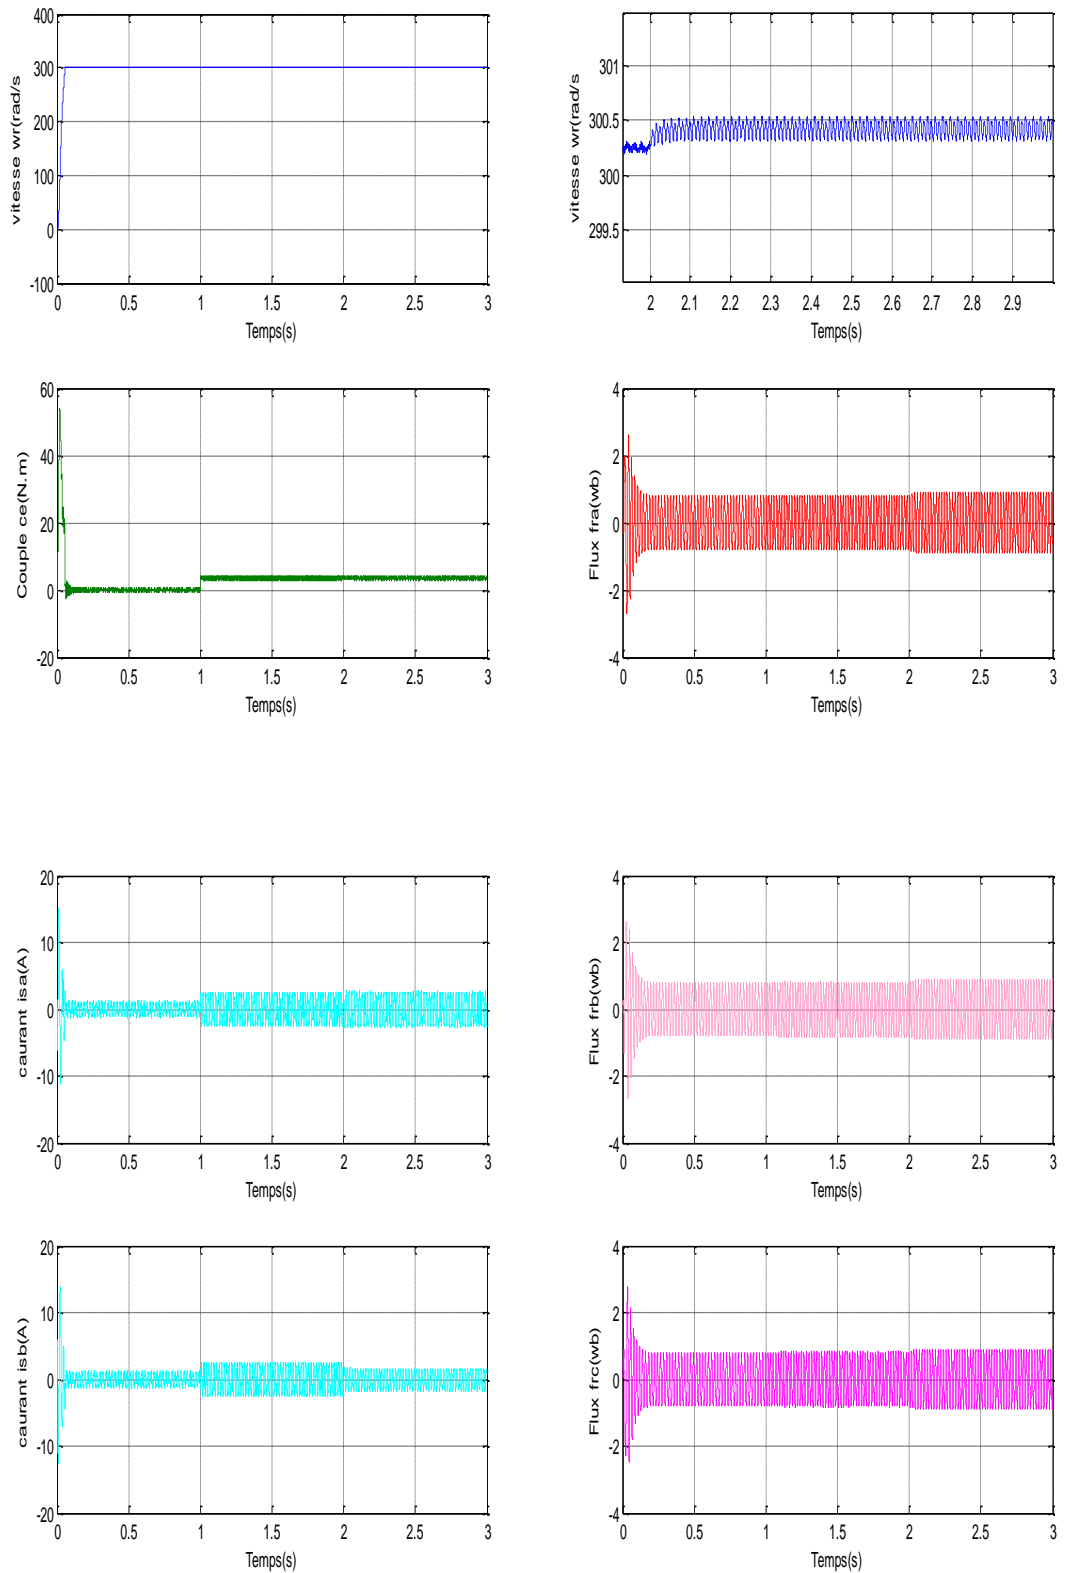 vitesse wr(rad/s
400
300
200
100
0
-100
0 0.5 1 1.5 2 2.5 3
Temps(s)
vitesse wr(rad/s
301
300.5
300
299.5
2 2.1 2.2 2.3 2.4 2.5 2.6 2.7 2.8 2.9
Temps(s)
Couple ce(N.m)
60
40
20
0
-20
0 0.5 1 1.5 2 2.5 3
Temps(s)
Flux fra(wb)
4
2
0
-2
-4
0 0.5 1 1.5 2 2.5 3
Temps(s)
caurant isa(A)
20
10
0
-10
-20
0 0.5 1 1.5 2 2.5 3
Temps(s)
Flux frb(wb)
4
2
0
-2
-4
0 0.5 1 1.5 2 2.5 3
Temps(s)
caurant isb(A)
20
10
0
-10
-20
0 0.5 1 1.5 2 2.5 3
Temps(s)
Flux frc(wb)
4
2
0
-2
-4
0 0.5 1 1.5 2 2.5 3
Temps(s)